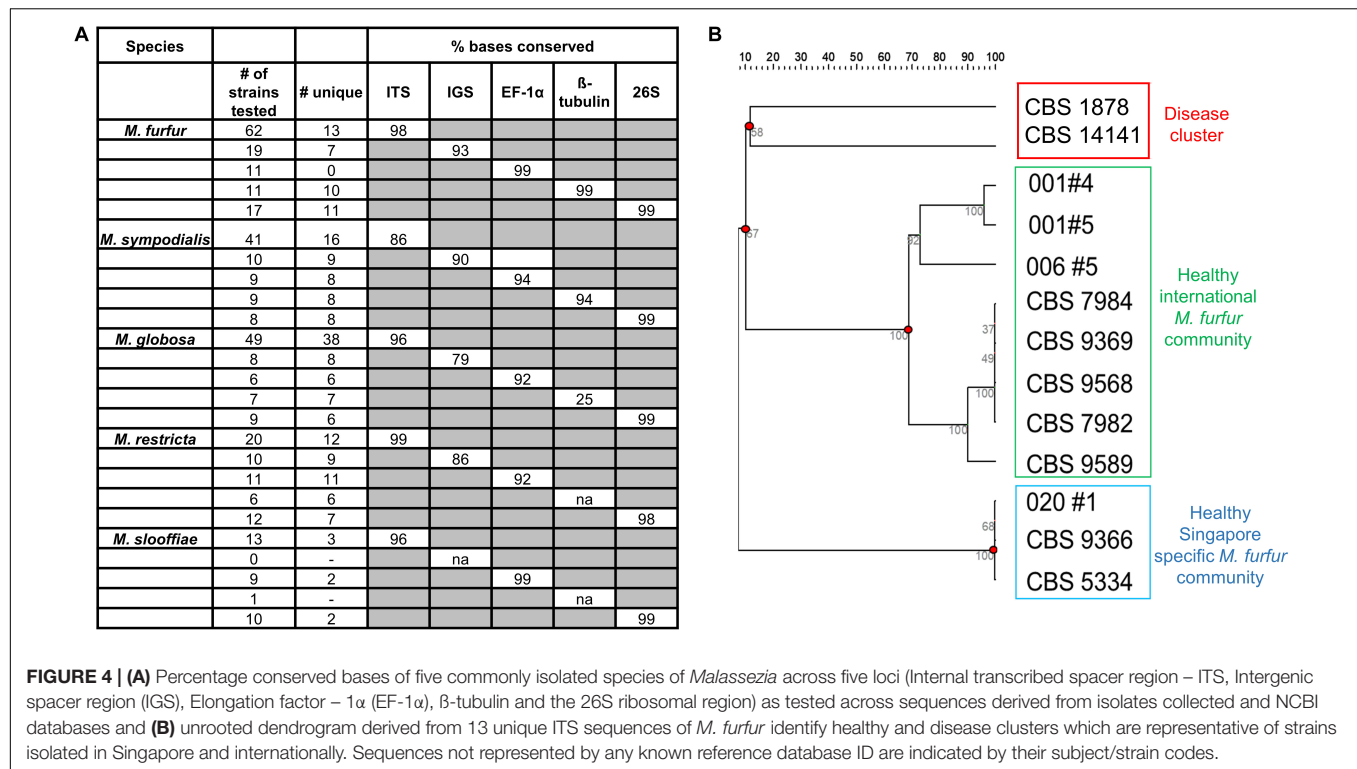 A
Species % bases conserved
# of strains tested # unique ITS IGS EF-1α ß-tubulin 26S
M. furfur 62 13 98
19 7 93
11 0 99
11 10 99
17 11 99
M. sympodialis 41 16 86
10 9 90
9 8 94
9 8 94
8 8 99
M. globosa 49 38 96
8 8 79
6 6 92
7 7 25
9 6 99
M. restricta 20 12 99
10 9 86
11 11 92
6 6 na
12 7 98
M. slooffiae 13 3 96
0 - na
9 2 99
1 - na
10 2 99
B
10 20 30 40 50 60 70 80 90 100
58
100
92
37
49
100
100
100
68
100
CBS 1878
CBS 14141
Disease
cluster
001#4
001#5
006 #5
CBS 7984
CBS 9369
CBS 9568
CBS 7982
CBS 9589
Healthy
international
M. furfur
community
020 #1
CBS 9366
CBS 5334
Healthy
Singapore
specific M. furfur
community
FIGURE 4 | (A) Percentage conserved bases of five commonly isolated species of Malassezia across five loci (Internal transcribed spacer region – ITS, Intergenic
spacer region (IGS), Elongation factor – 1α (EF-1α), ß-tubulin and the 26S ribosomal region) as tested across sequences derived from isolates collected and NCBI
databases and (B) unrooted dendrogram derived from 13 unique ITS sequences of M. furfur identify healthy and disease clusters which are representative of strains
isolated in Singapore and internationally. Sequences not represented by any known reference database ID are indicated by their subject/strain codes.